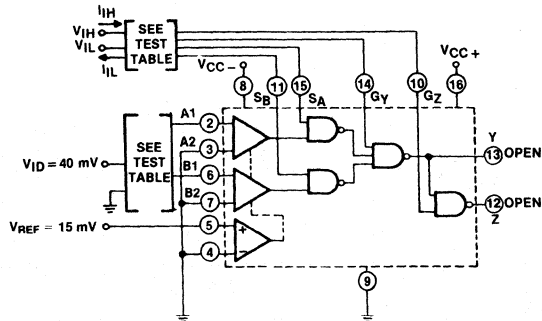 IIH
VIH
VIL
IIL
SEE
TEST
TABLE
VCC−
VCC+
8
11
15
14
10
16
SB
SA
GY
GZ
A1
2
A2
3
B1
6
B2
7
5
4
SEE
TEST
TABLE
VID = 40 mV
VREF = 15 mV
+
−
Y
13
OPEN
12
OPEN
Z
9